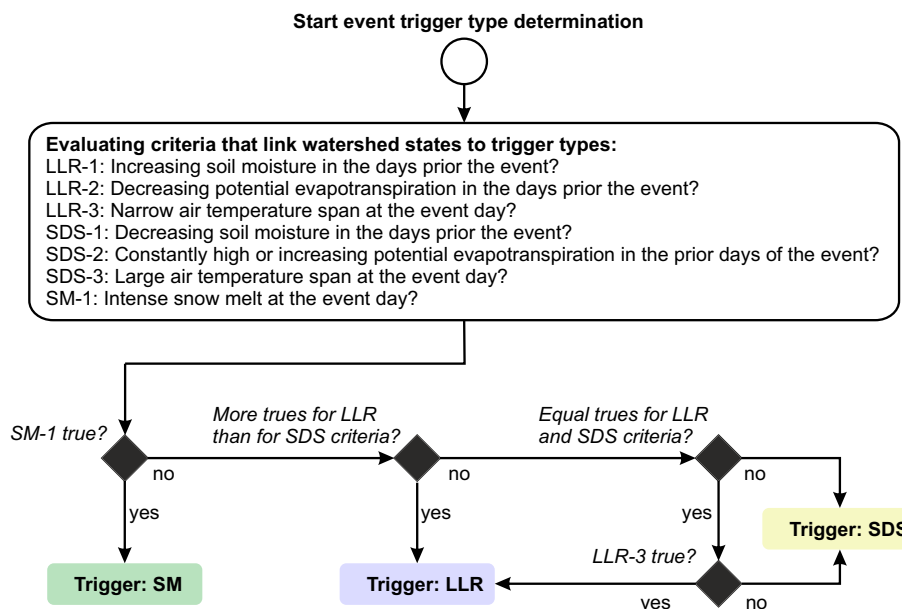 Start event trigger type determination
Evaluating criteria that link watershed states to trigger types:
LLR-1: Increasing soil moisture in the days prior the event?
LLR-2: Decreasing potential evapotranspiration in the days prior the event?
LLR-3: Narrow air temperature span at the event day?
SDS-1: Decreasing soil moisture in the days prior the event?
SDS-2: Constantly high or increasing potential evapotranspiration in the prior days of the event?
SDS-3: Large air temperature span at the event day?
SM-1: Intense snow melt at the event day?
SM-1 true?
More trues for LLR
than for SDS criteria?
Equal trues for LLR
and SDS criteria?
no
no
no
yes
yes
yes
Trigger: SDS
LLR-3 true?
Trigger: SM
Trigger: LLR
yes
no